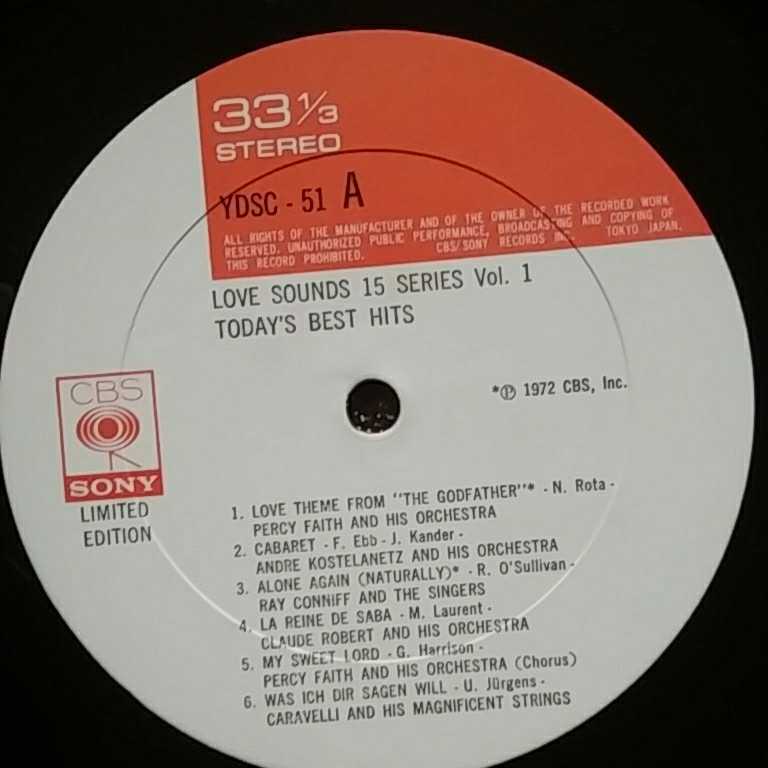 33 1/3
STEREO
YDSC - 51 A
ALL RIGHTS OF THE MANUFACTURER AND OF THE OWNER OF THE RECORDED WORK
RESERVED. UNAUTHORIZED PUBLIC PERFORMANCE, BROADCASTING AND COPYING OF
THIS RECORD PROHIBITED. CBS/SONY RECORDS INC. TOKYO JAPAN.
LOVE SOUNDS 15 SERIES Vol. 1
TODAY'S BEST HITS
CBS
SONY
LIMITED
EDITION
*Ⓟ 1972 CBS, Inc.
1. LOVE THEME FROM "THE GODFATHER"* - N. Rota -
PERCY FAITH AND HIS ORCHESTRA
2. CABARET - F. Ebb - J. Kander -
ANDRE KOSTELANETZ AND HIS ORCHESTRA
3. ALONE AGAIN (NATURALLY)* - R. O'Sullivan -
RAY CONNIFF AND THE SINGERS
4. LA REINE DE SABA - M. Laurent -
CLAUDE ROBERT AND HIS ORCHESTRA
5. MY SWEET LORD - G. Harrison -
PERCY FAITH AND HIS ORCHESTRA (Chorus)
6. WAS ICH DIR SAGEN WILL - U. Jürgens -
CARAVELLI AND HIS MAGNIFICENT STRINGS